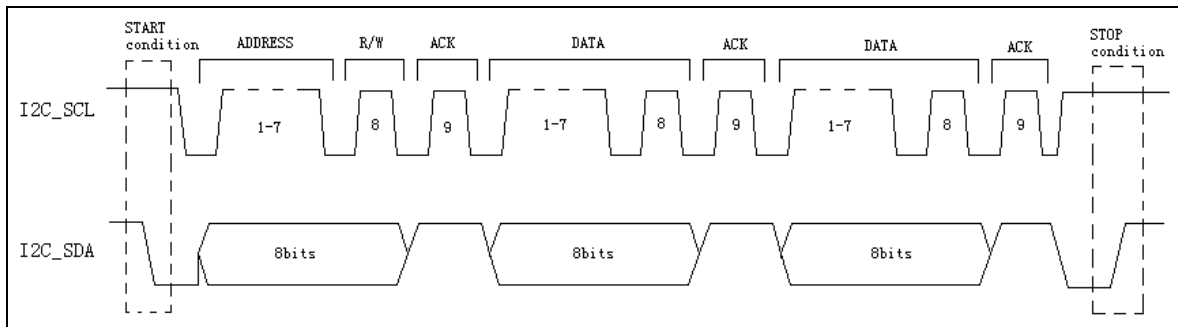 START
condition
ADDRESS R/W ACK DATA ACK DATA ACK
STOP
condition
I2C_SCL
1-7 8 9 1-7 8 9 1-7 8 9
I2C_SDA
8bits 8bits 8bits